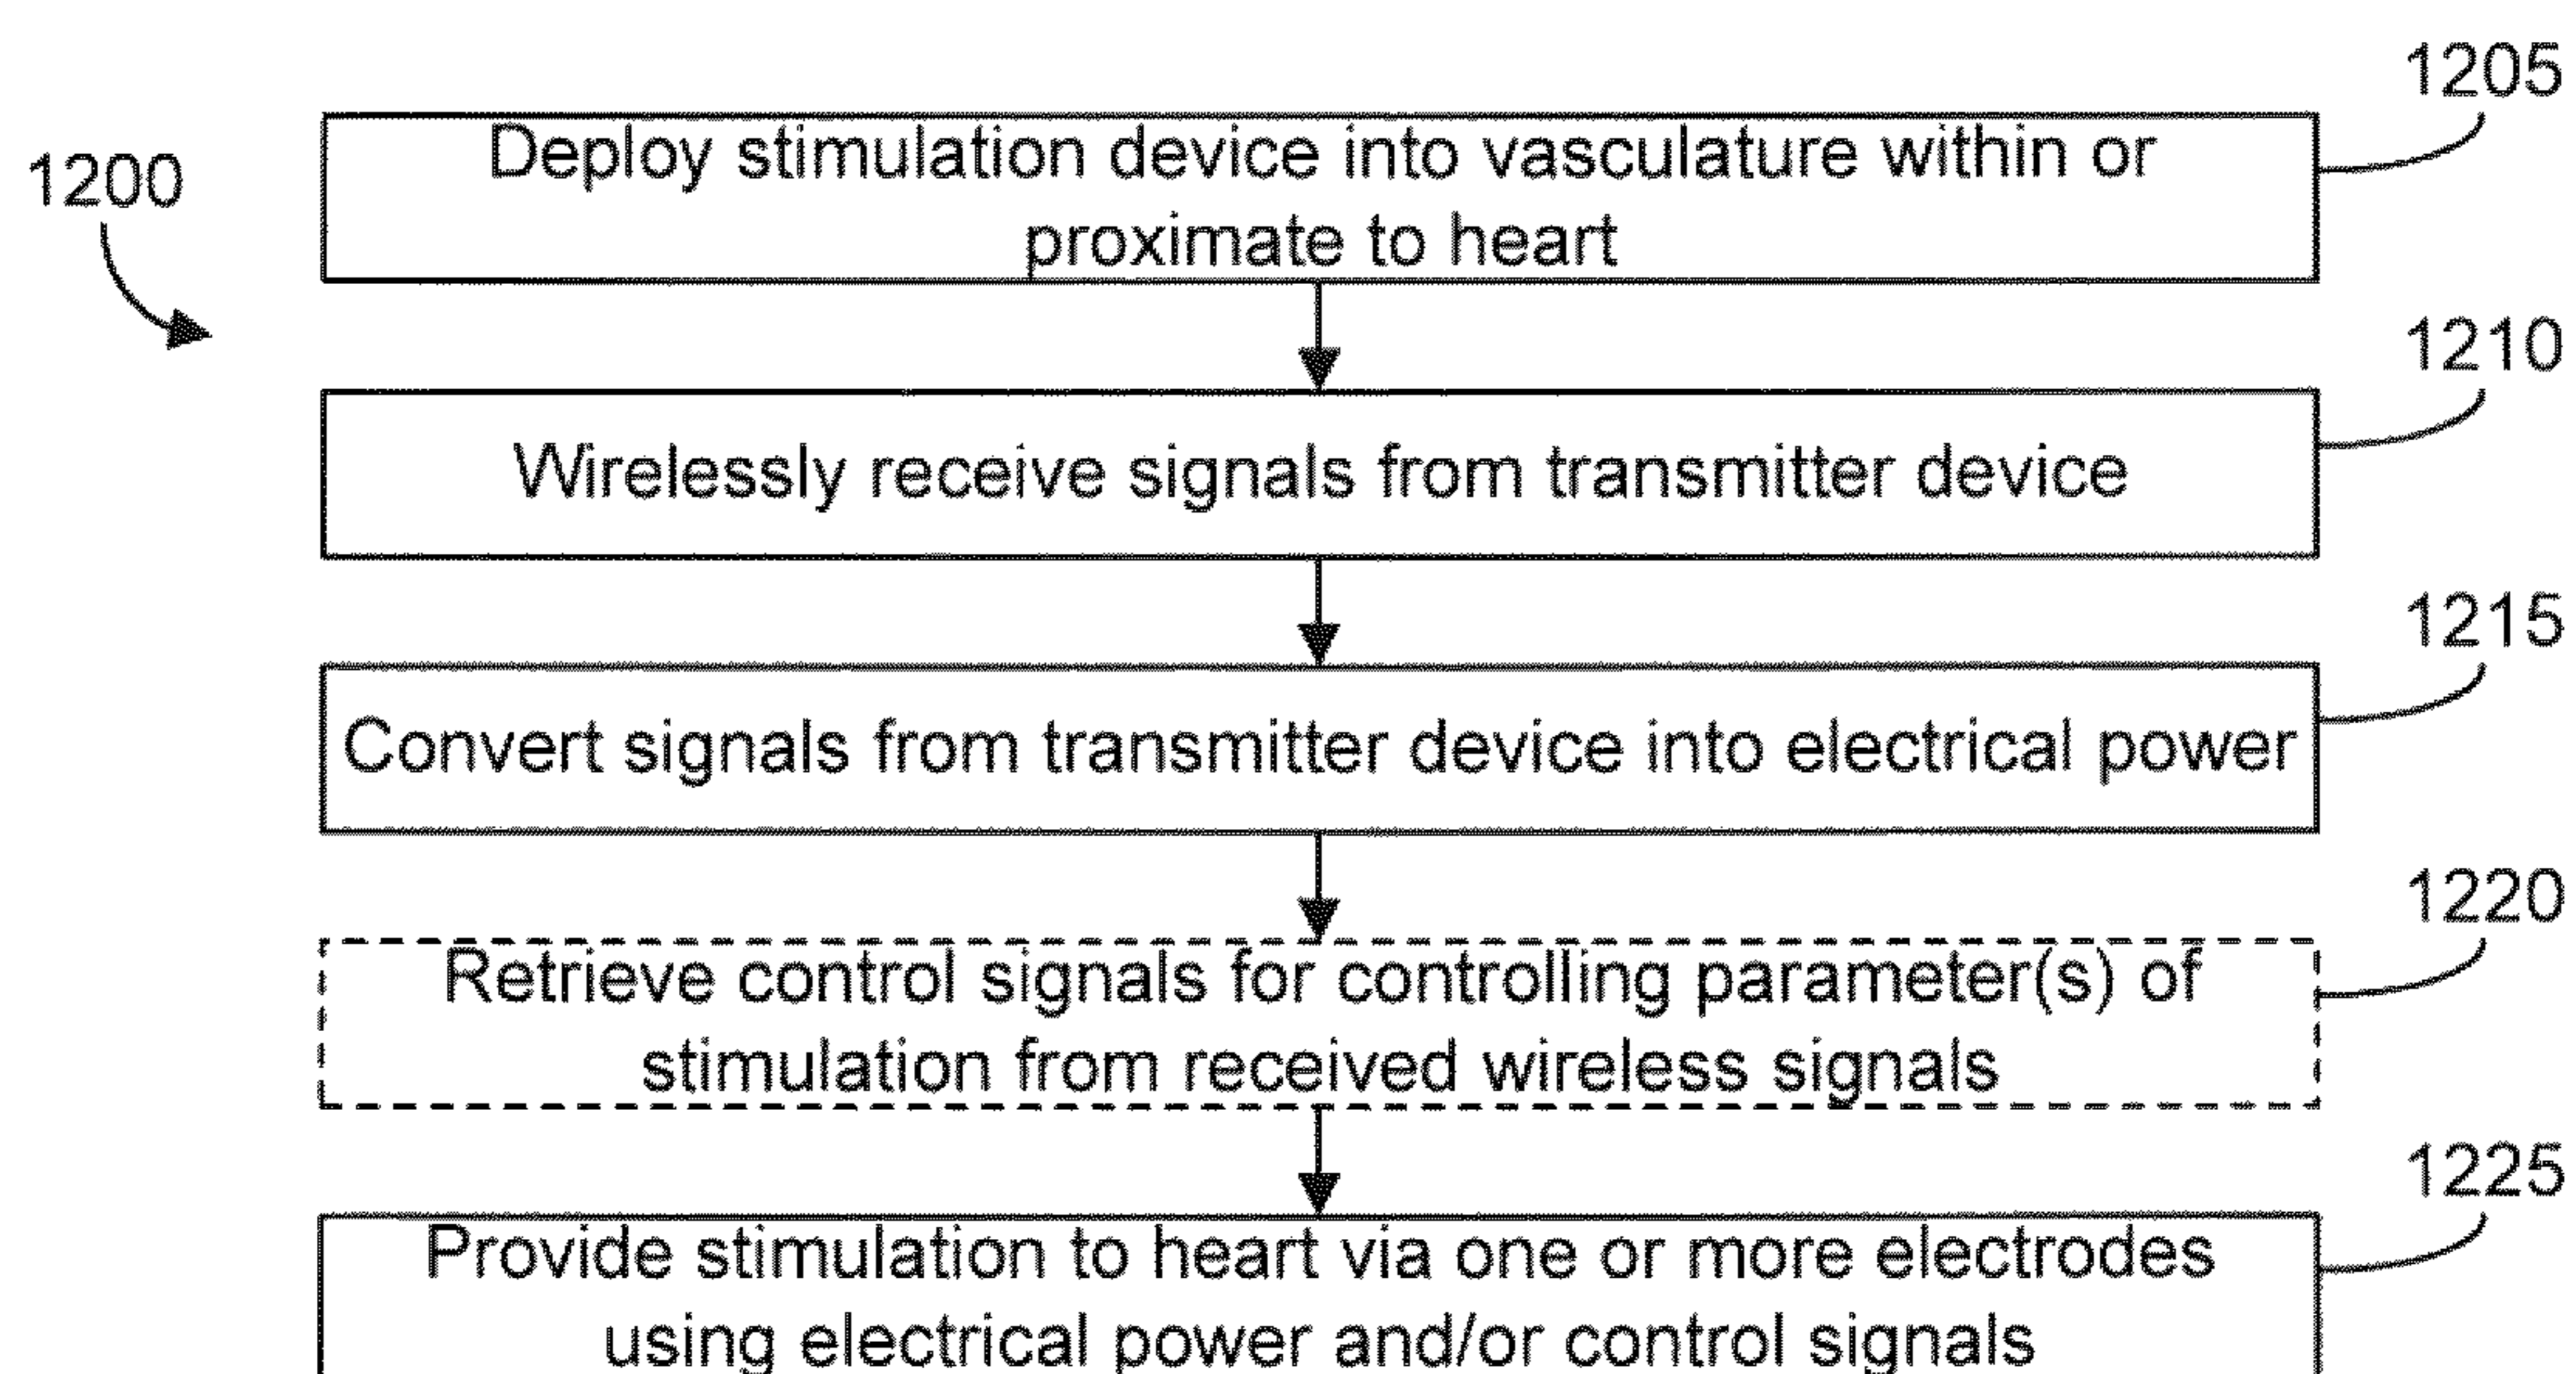 1205
1200
Deploy stimulation device into vasculature within or
proximate to heart
1210
Wirelessly receive signals from transmitter device
1215
Convert signals from transmitter device into electrical power
1220
Retrieve control signals for controlling parameter(s) of
stimulation from received wireless signals
1225
Provide stimulation to heart via one or more electrodes
using electrical power and/or control signals